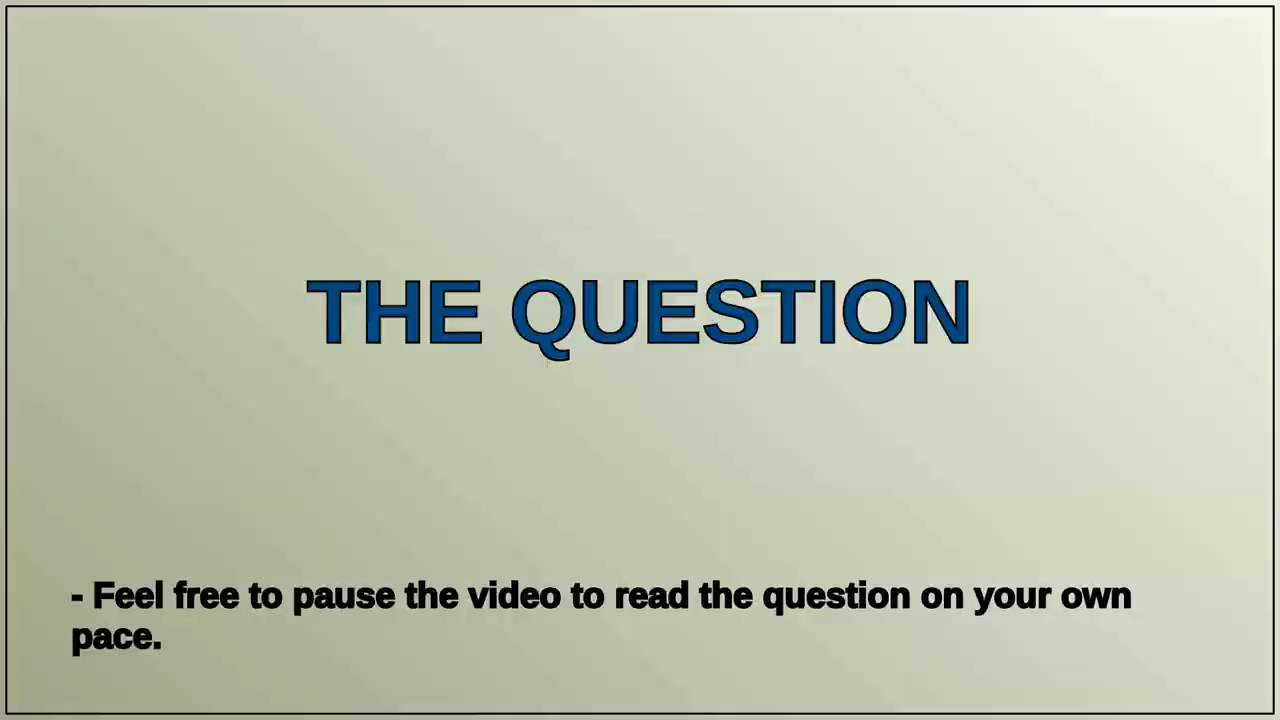 THE QUESTION
- Feel free to pause the video to read the question on your own
pace.